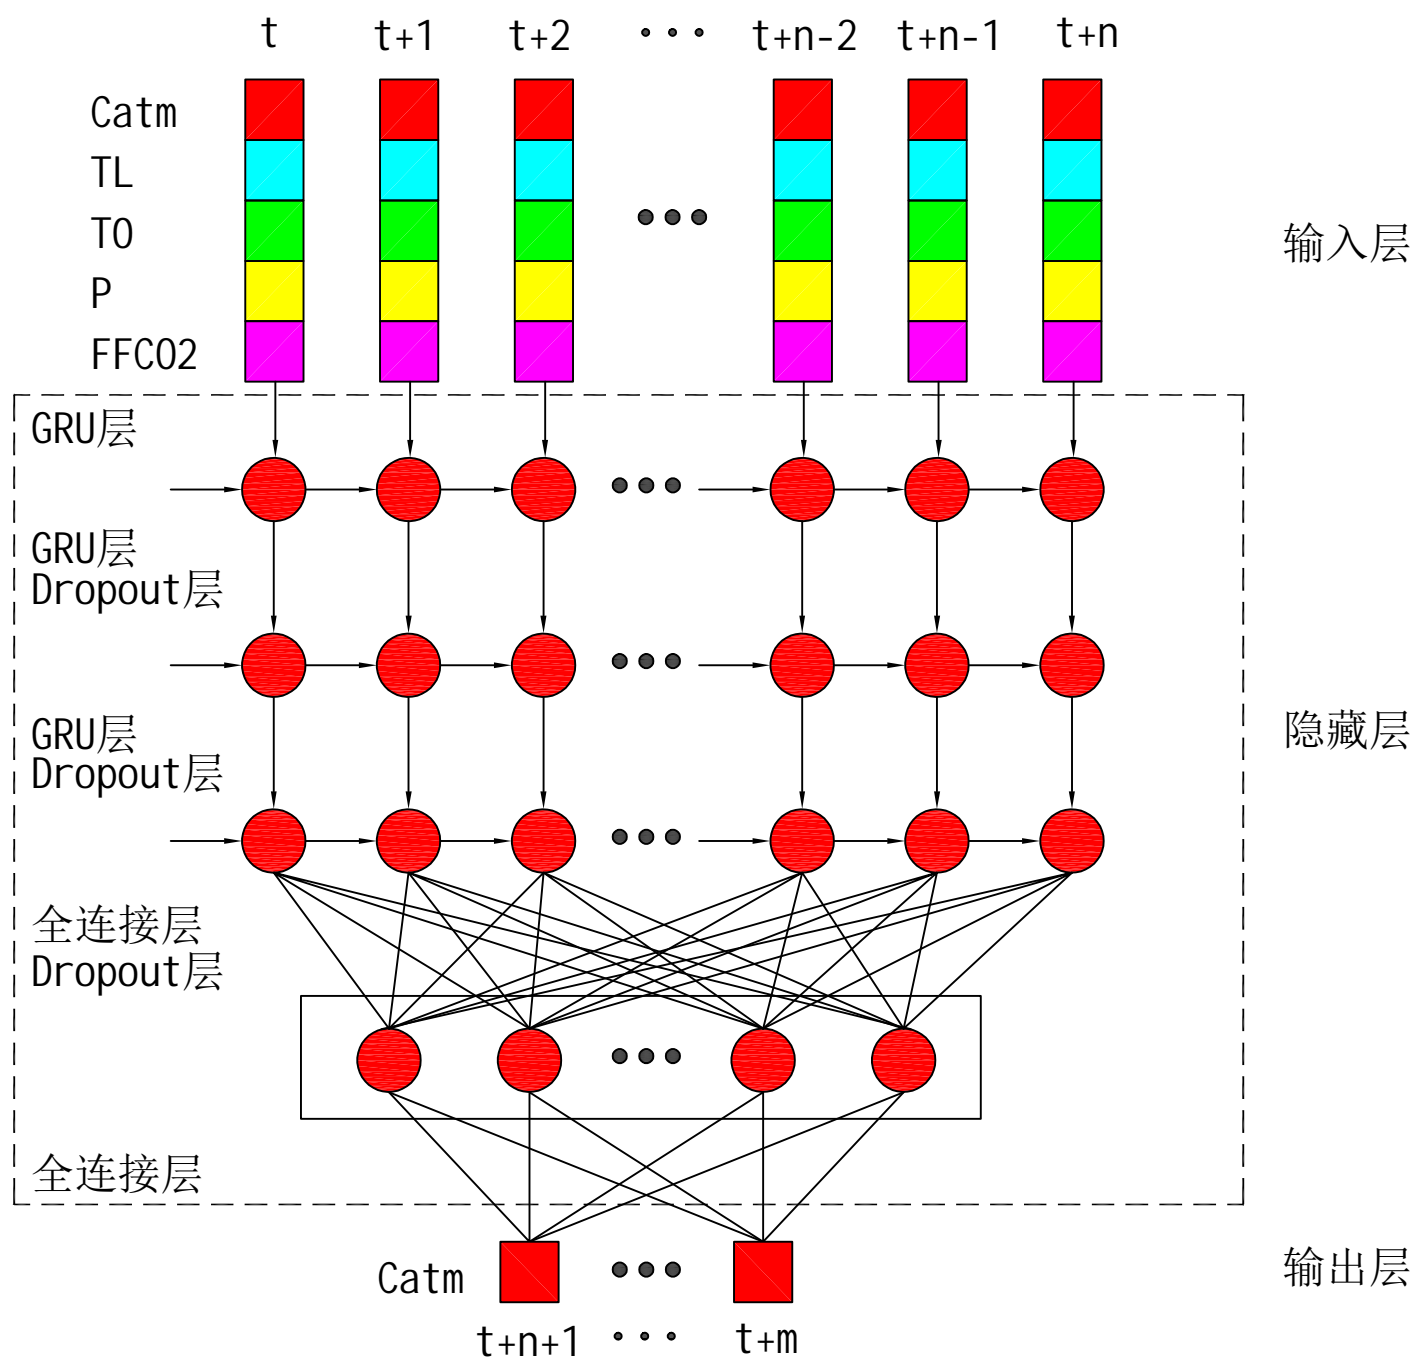 t t+1 t+2 ••• t+n-2 t+n-1 t+n
Catm
TL
TO
P
FFCO2
输入层
GRU层
GRU层
Dropout层
GRU层
Dropout层
隐藏层
全连接层
Dropout层
全连接层
Catm
输出层
t+n+1 ••• t+m